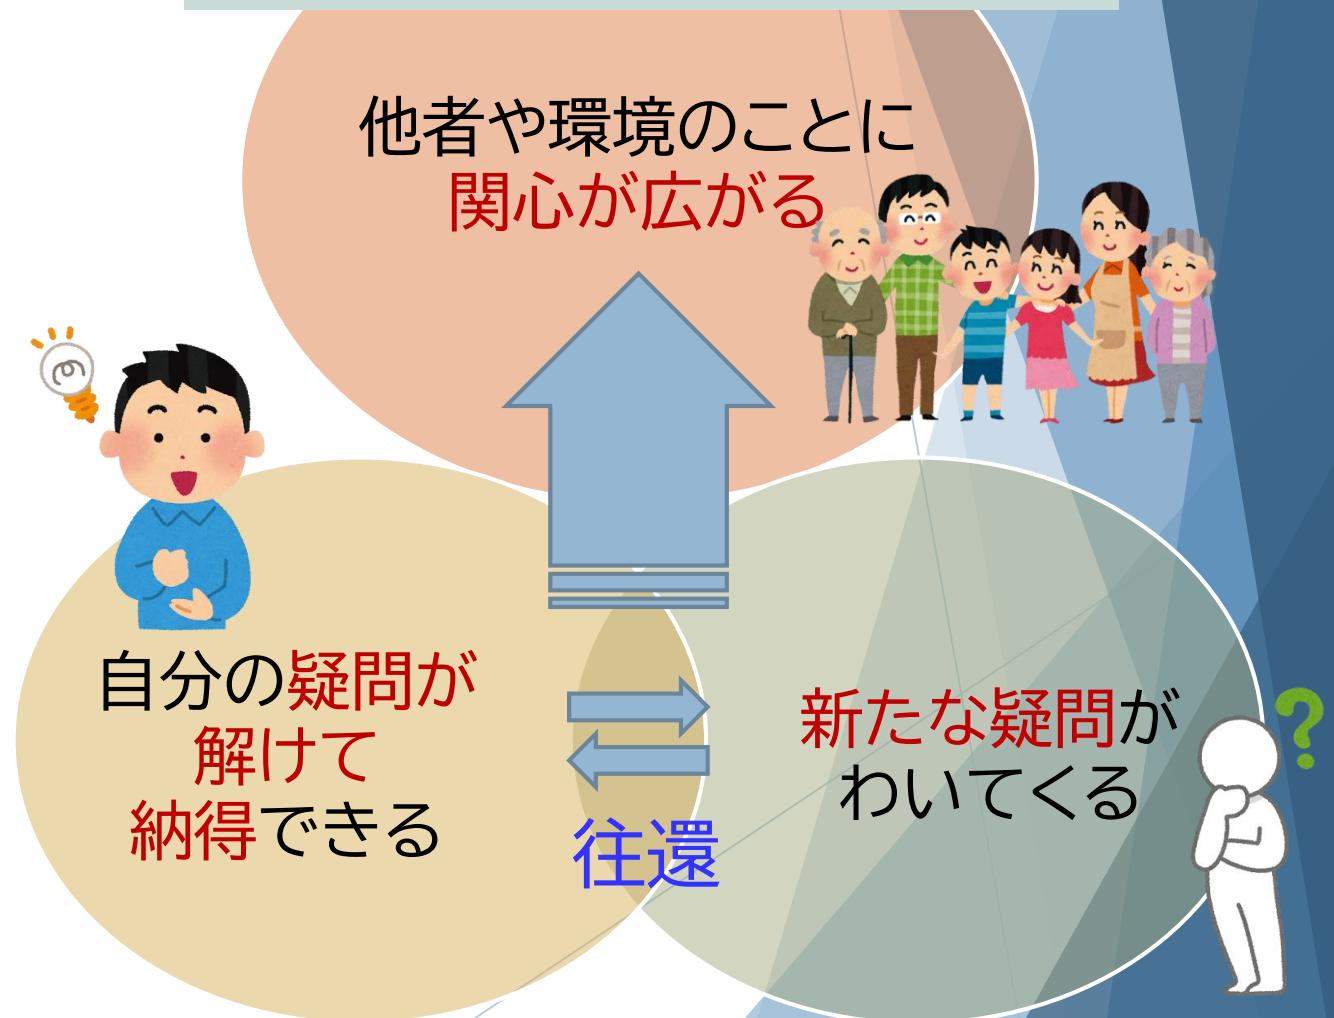 他者や環境のことに
関心が広がる
自分の疑問が
解けて
納得できる
新たな疑問が
わいてくる
往還
?